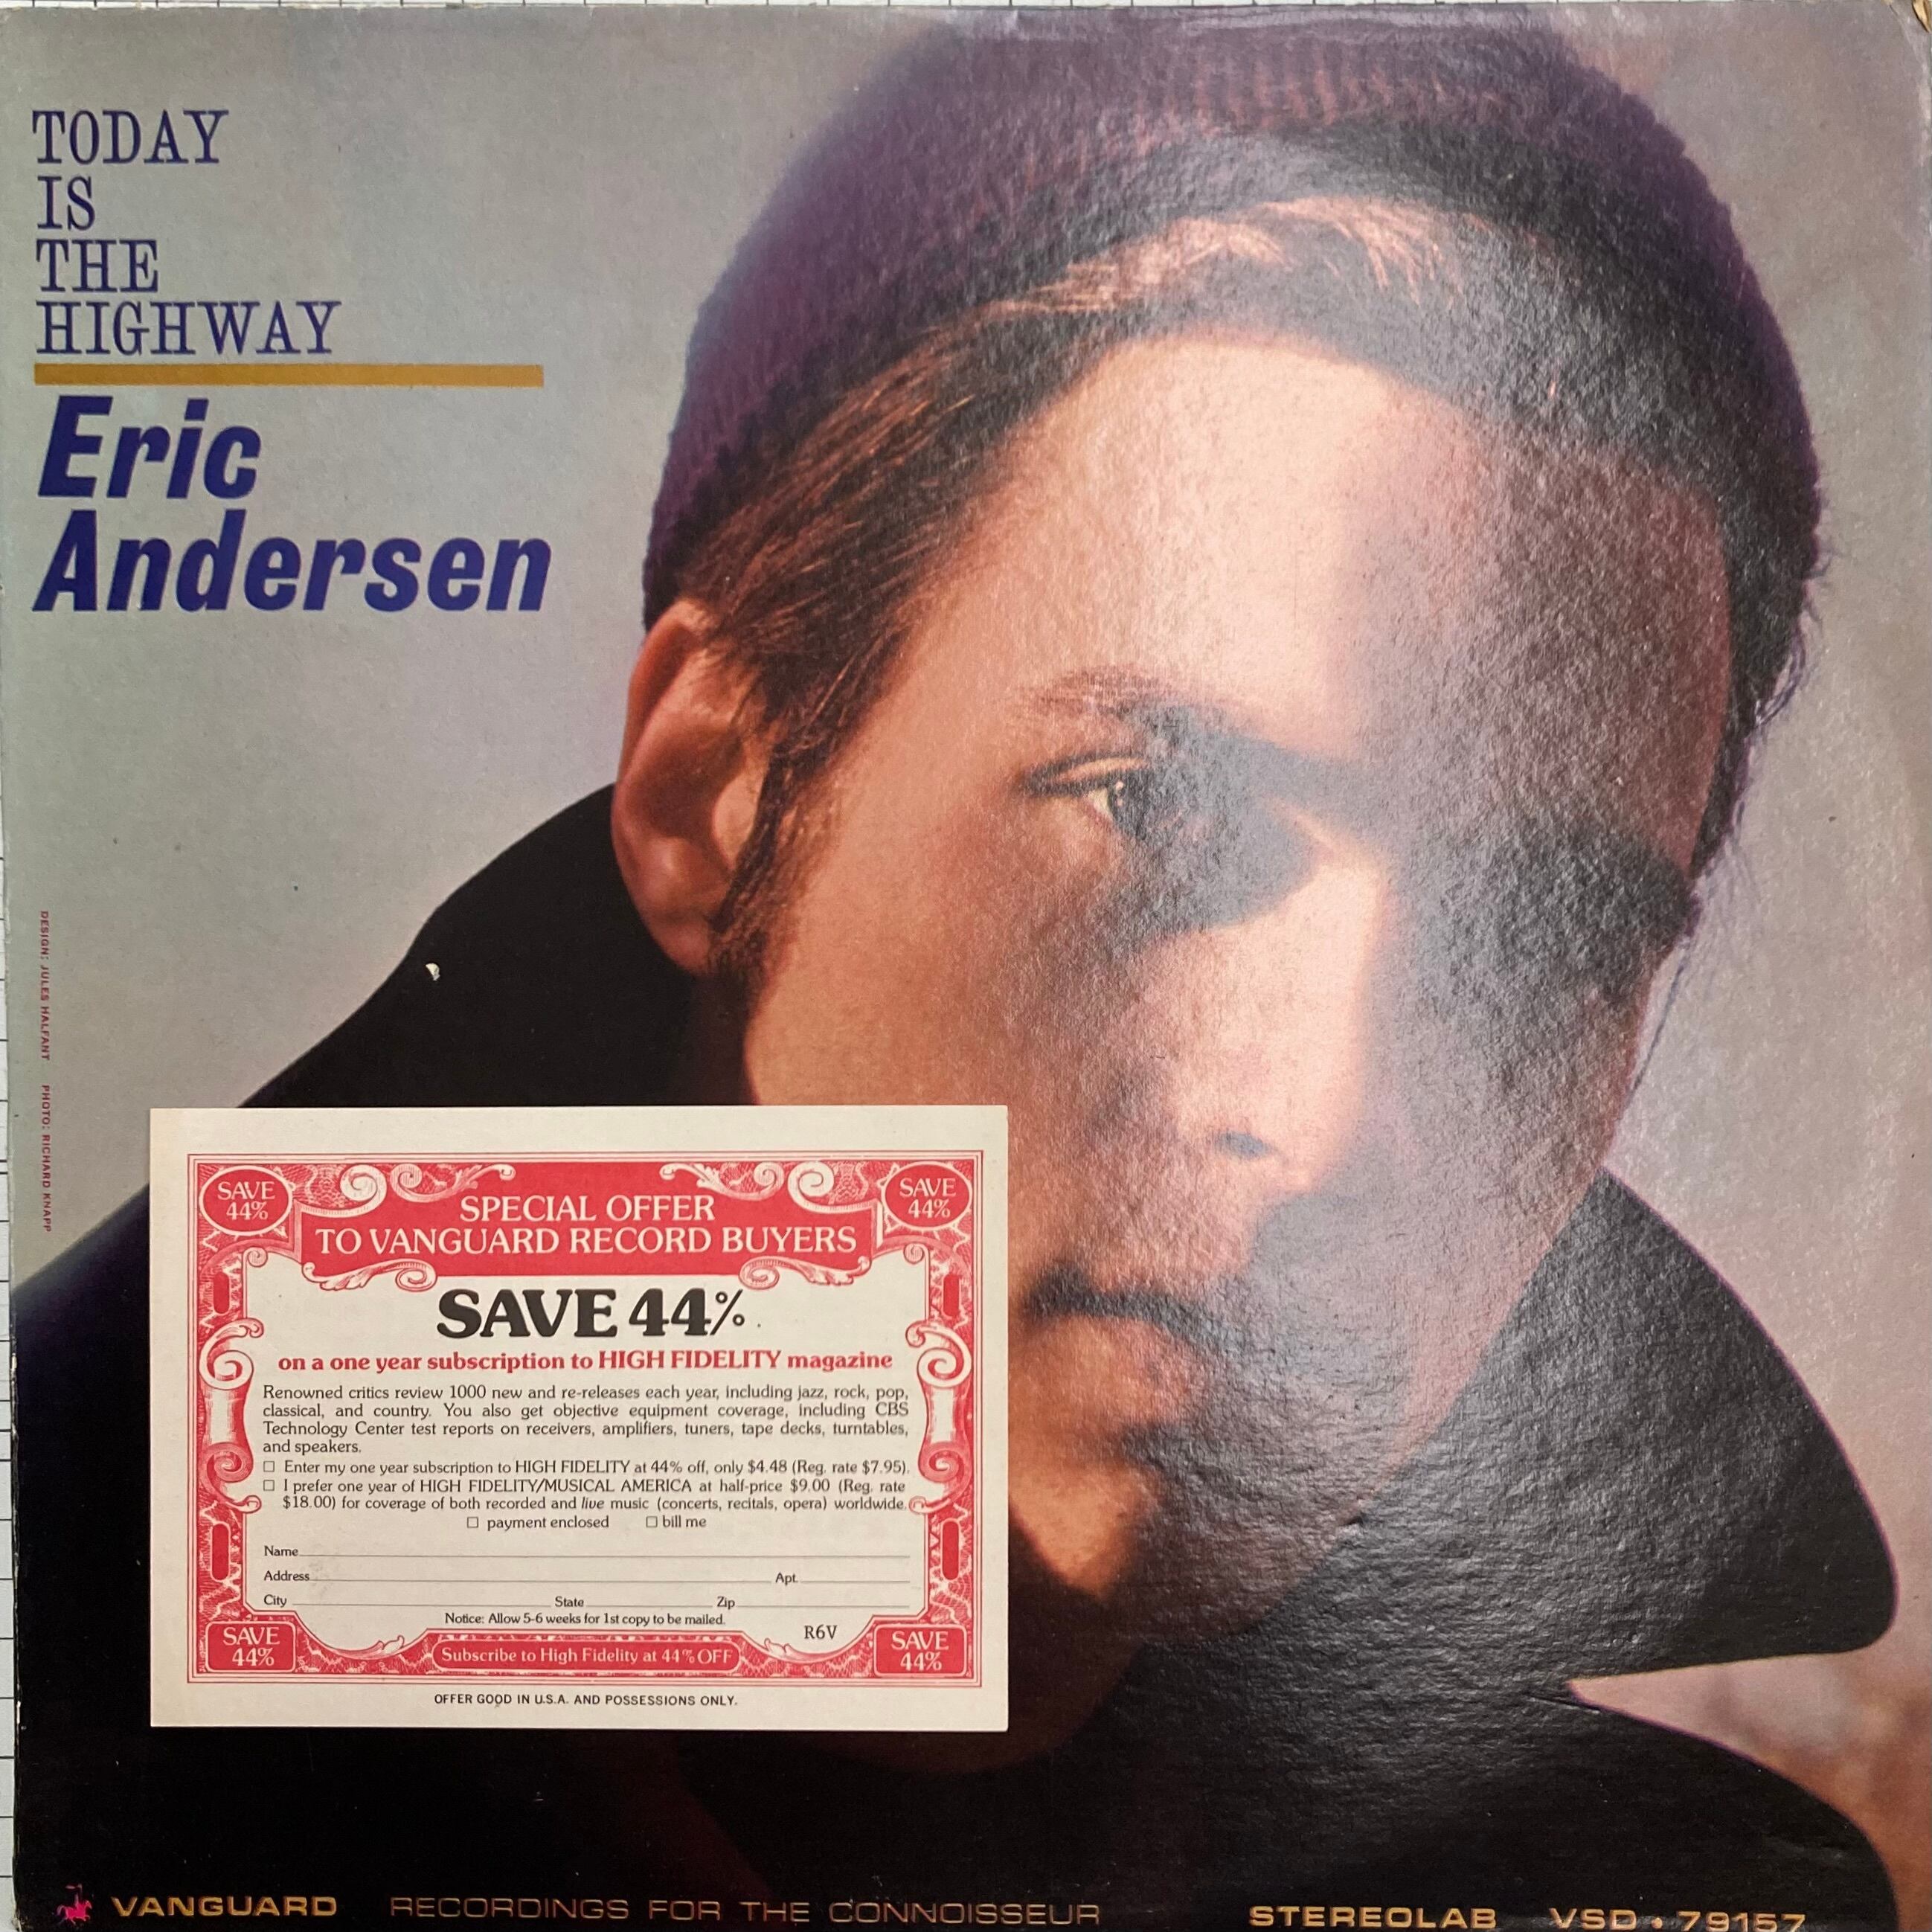 TODAY
IS
THE
HIGHWAY
Eric
Andersen
DESIGN: JULES HALFANT PHOTO: RICHARD KNAPP
SAVE
44%
SPECIAL OFFER
TO VANGUARD RECORD BUYERS
SAVE
44%
SAVE 44%
on a one year subscription to HIGH FIDELITY magazine
Renowned critics review 1000 new and re-releases each year, including jazz, rock, pop,
classical, and country. You also get objective equipment coverage, including CBS
Technology Center test reports on receivers, amplifiers, tuners, tape decks, turntables,
and speakers.
☐ Enter my one year subscription to HIGH FIDELITY at 44% off, only $4.48 (Reg. rate $7.95).
☐ I prefer one year of HIGH FIDELITY/MUSICAL AMERICA at half-price $9.00 (Reg. rate
$18.00) for coverage of both recorded and live music (concerts, recitals, opera) worldwide.
☐ payment enclosed ☐ bill me
Name
Address Apt.
City State Zip
Notice: Allow 5-6 weeks for 1st copy to be mailed.
R6V
SAVE
44%
Subscribe to High Fidelity at 44% OFF
SAVE
44%
OFFER GOOD IN U.S.A. AND POSSESSIONS ONLY.
VANGUARD RECORDINGS FOR THE CONNOISSEUR STEREOLAB VSD • 79157